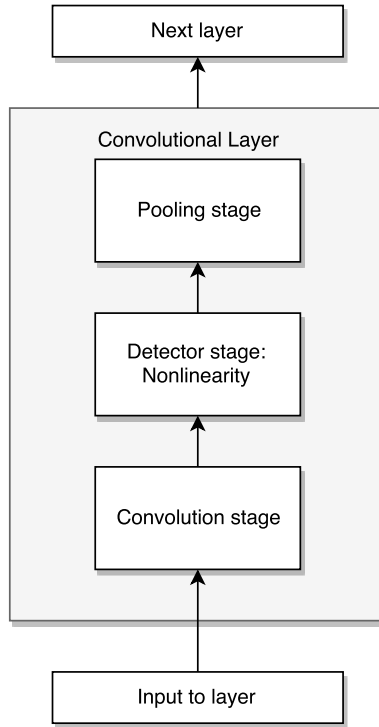 Next layer
Convolutional Layer
Pooling stage
Detector stage:
Nonlinearity
Convolution stage
Input to layer